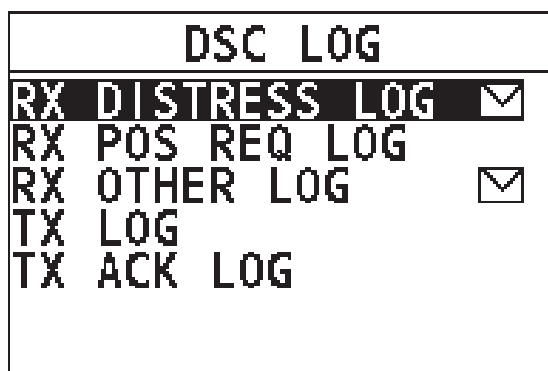 DSC LOG
RX DISTRESS LOG
RX POS REQ LOG
RX OTHER LOG
TX LOG
TX ACK LOG